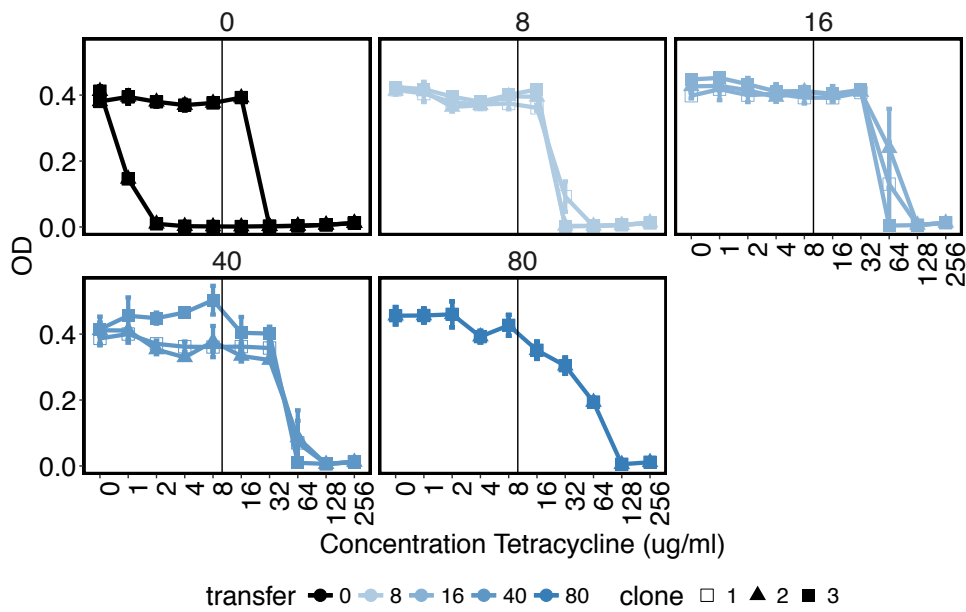 0 8 16
0.4
0.2
0.0
0 1 2 4 8 16 32 64 128 256
OD
40 80
0.4
0.2
0.0
0 1 2 4 8 16 32 64 128 256 0 1 2 4 8 16 32 64 128 256
Concentration Tetracycline (ug/ml)
transfer 0 8 16 40 80 clone 1 2 3